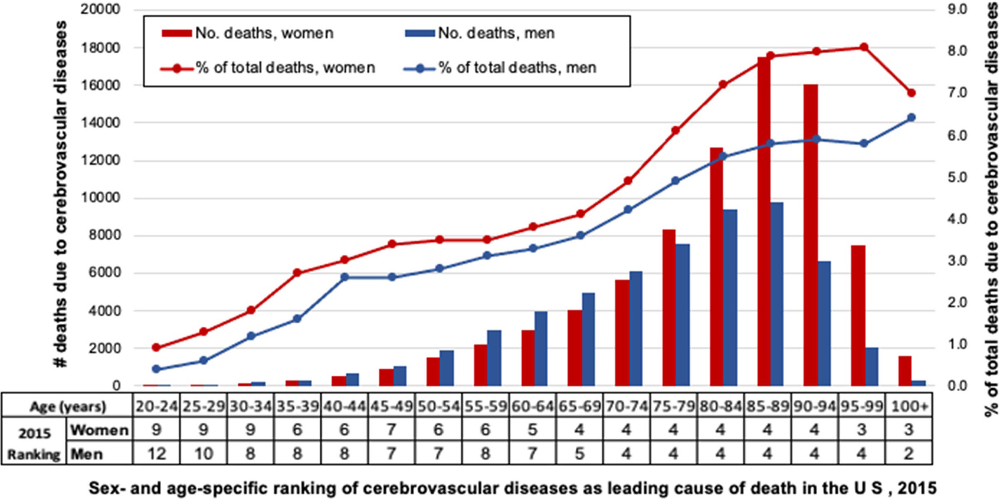 20000
18000
16000
14000
12000
10000
8000
6000
4000
2000
0
# deaths due to cerebrovascular diseases
No. deaths, women
No. deaths, men
% of total deaths, women
% of total deaths, men
9.0
8.0
7.0
6.0
5.0
4.0
3.0
2.0
1.0
0.0
% of total deaths due to cerebrovascular diseases
Age (years) 20-24 25-29 30-34 35-39 40-44 45-49 50-54 55-59 60-64 65-69 70-74 75-79 80-84 85-89 90-94 95-99 100+
2015 Ranking
Women 9 9 9 6 6 7 6 6 5 4 4 4 4 4 4 3 3
Men 12 10 8 8 8 7 7 8 7 5 4 4 4 4 4 4 2
Sex- and age-specific ranking of cerebrovascular diseases as leading cause of death in the U S , 2015